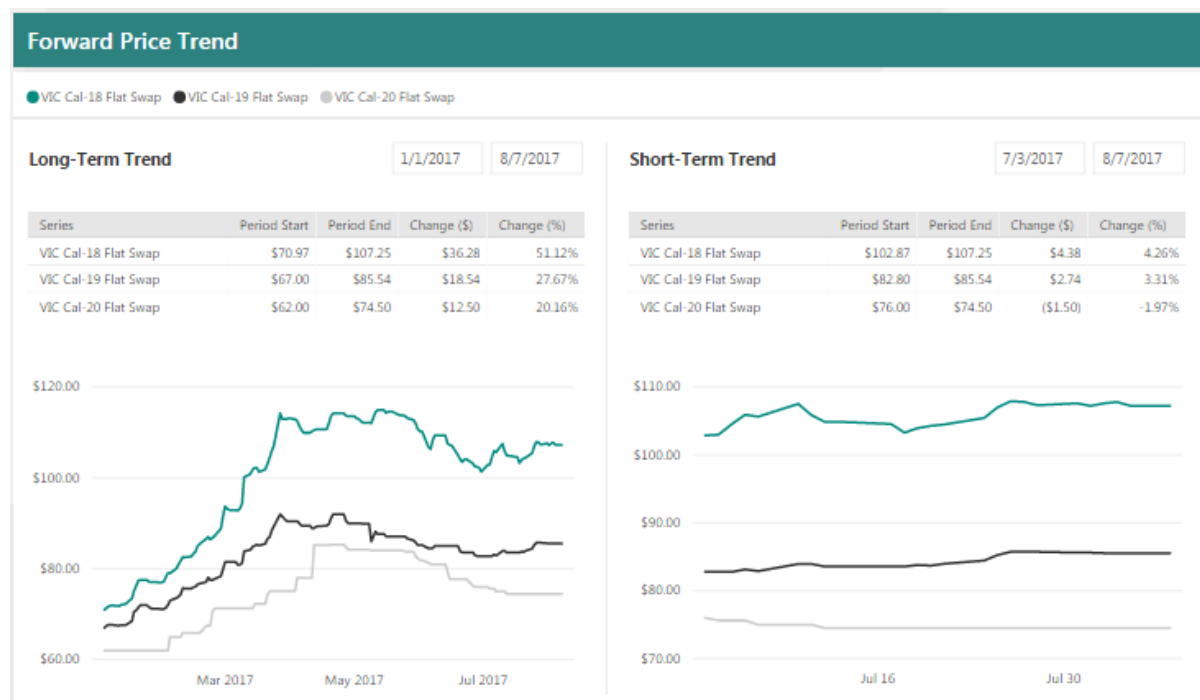 Forward Price Trend
VIC Cal-18 Flat Swap VIC Cal-19 Flat Swap VIC Cal-20 Flat Swap
Long-Term Trend 1/1/2017 8/7/2017
Series Period Start Period End Change ($) Change (%)
VIC Cal-18 Flat Swap $70.97 $107.25 $36.28 51.12%
VIC Cal-19 Flat Swap $67.00 $85.54 $18.54 27.67%
VIC Cal-20 Flat Swap $62.00 $74.50 $12.50 20.16%
$120.00
$100.00
$80.00
$60.00
Mar 2017 May 2017 Jul 2017
Short-Term Trend 7/3/2017 8/7/2017
Series Period Start Period End Change ($) Change (%)
VIC Cal-18 Flat Swap $102.87 $107.25 $4.38 4.26%
VIC Cal-19 Flat Swap $82.80 $85.54 $2.74 3.31%
VIC Cal-20 Flat Swap $76.00 $74.50 ($1.50) -1.97%
$110.00
$100.00
$90.00
$80.00
$70.00
Jul 16 Jul 30